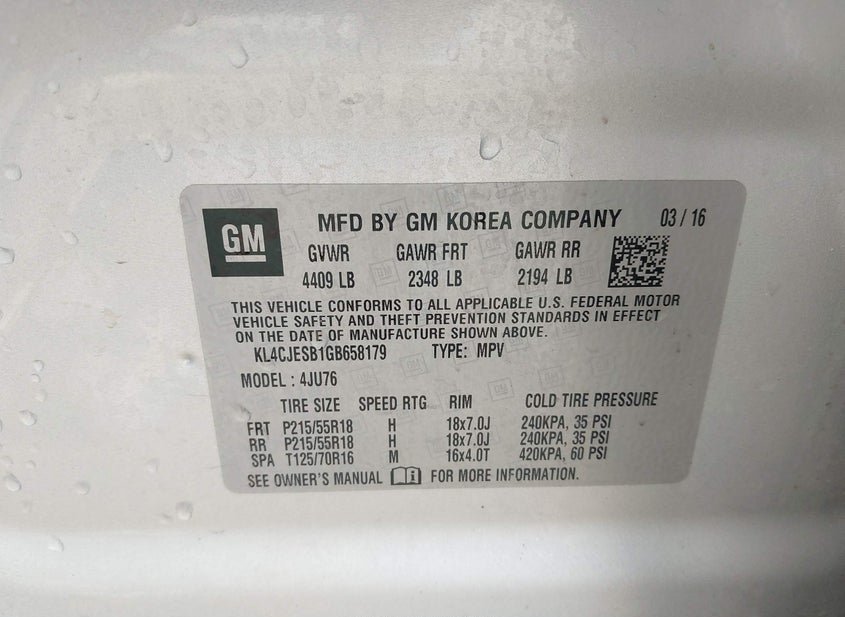 GM
MFD BY GM KOREA COMPANY 03 / 16
GVWR GAWR FRT GAWR RR
4409 LB 2348 LB 2194 LB
THIS VEHICLE CONFORMS TO ALL APPLICABLE U.S. FEDERAL MOTOR
VEHICLE SAFETY AND THEFT PREVENTION STANDARDS IN EFFECT
ON THE DATE OF MANUFACTURE SHOWN ABOVE.
KL4CJESB1GB658179 TYPE: MPV
MODEL : 4JU76
TIRE SIZE SPEED RTG RIM COLD TIRE PRESSURE
FRT P215/55R18 H 18x7.0J 240KPA, 35 PSI
RR P215/55R18 H 18x7.0J 240KPA, 35 PSI
SPA T125/70R16 M 16x4.0T 420KPA, 60 PSI
SEE OWNER'S MANUAL FOR MORE INFORMATION.